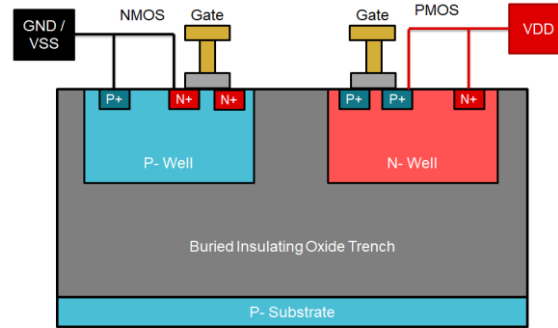 GND /
VSS
NMOS
Gate
Gate
PMOS
VDD
P+
N+
N+
P+
P+
N+
P- Well
N- Well
Buried Insulating Oxide Trench
P- Substrate